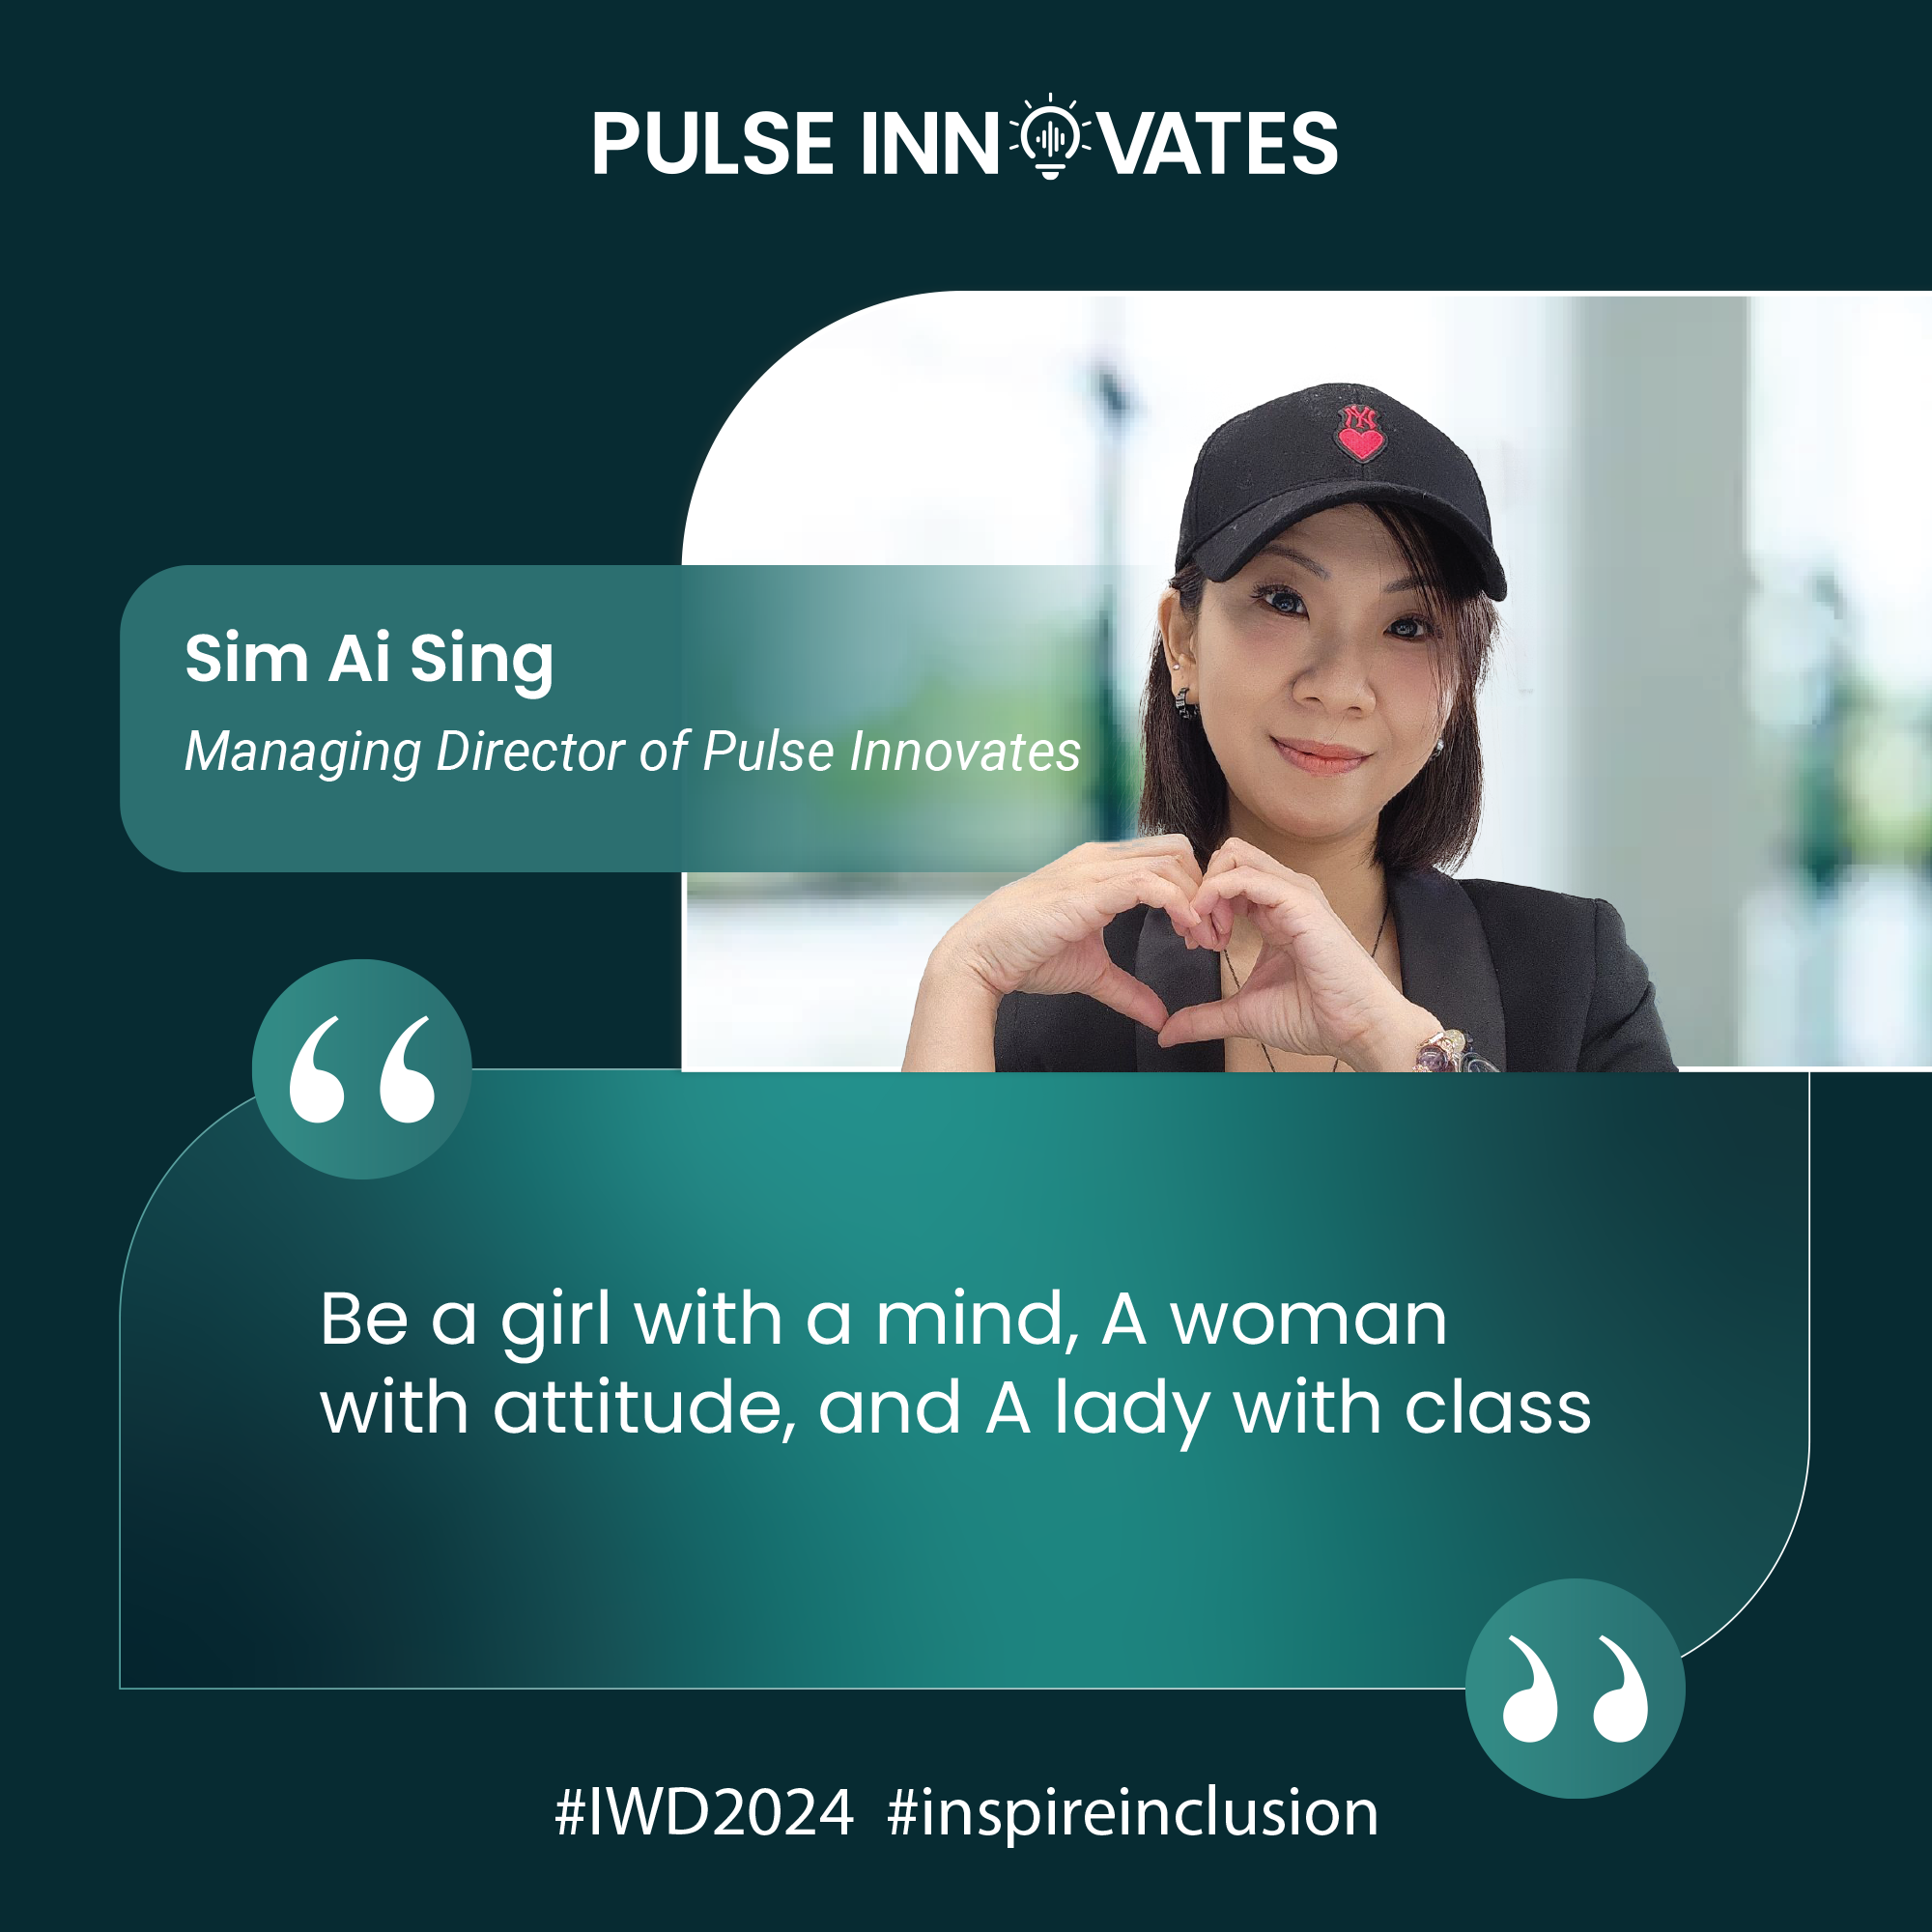 PULSE INNOVATES
NY
Sim Ai Sing
Managing Director of Pulse Innovates
Be a girl with a mind, A woman
with attitude, and A lady with class
#IWD2024 #inspireinclusion